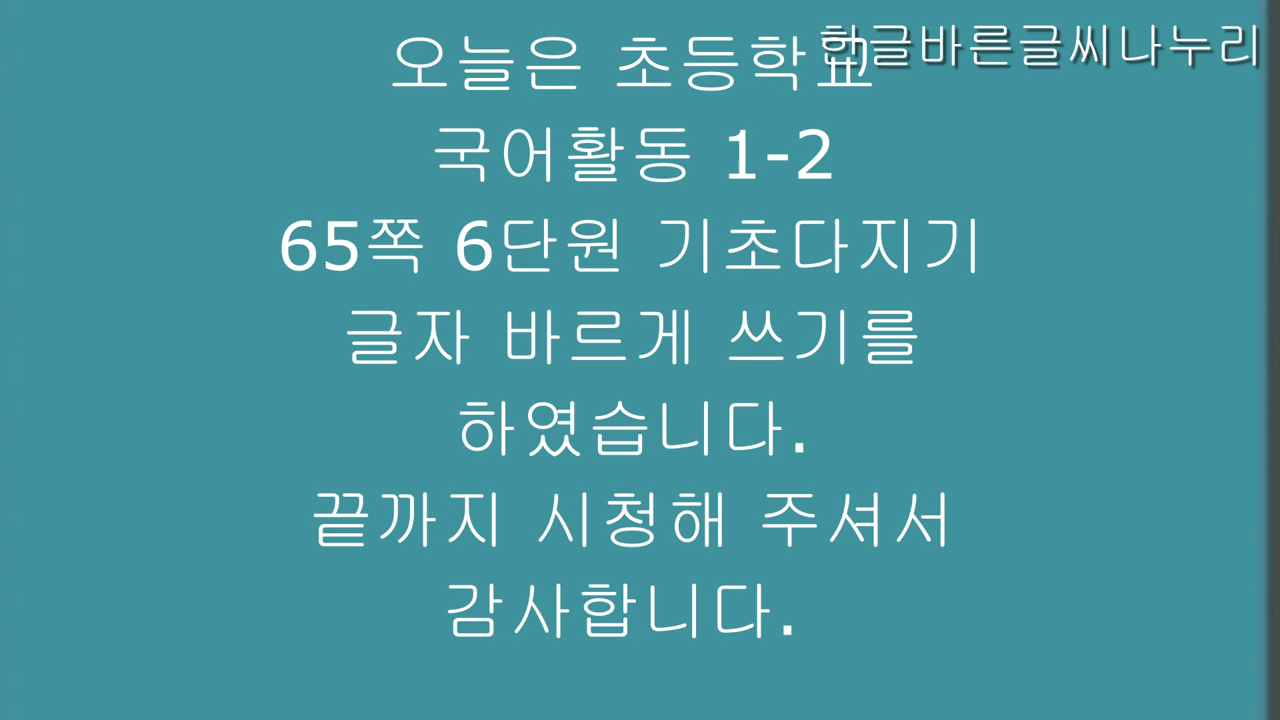 오늘은 초등학교
한글바른글씨나누리
국어활동 1-2
65쪽 6단원 기초다지기
글자 바르게 쓰기를
하였습니다.
끝까지 시청해 주셔서
감사합니다.